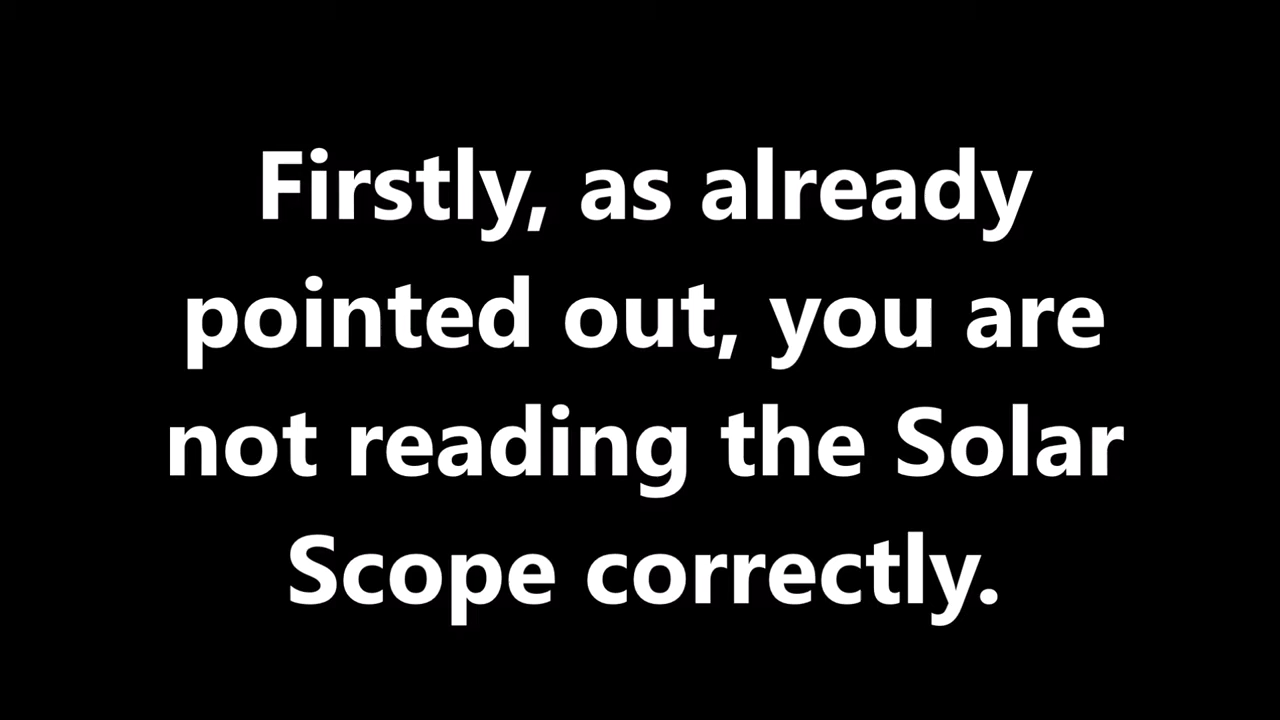 Firstly, as already
pointed out, you are
not reading the Solar
Scope correctly.